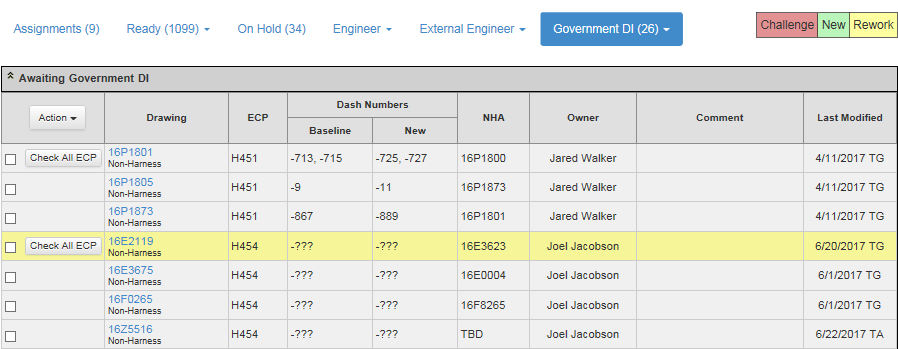 Assignments (9) Ready (1099) On Hold (34) Engineer External Engineer Government DI (26) Challenge New Rework
Awaiting Government DI
Action Drawing ECP Dash Numbers NHA Owner Comment Last Modified
Baseline New
Check All ECP 16P1801 H451 -713, -715 -725, -727 16P1800 Jared Walker 4/11/2017 TG
Non-Harness
16P1805 H451 -9 -11 16P1873 Jared Walker 4/11/2017 TG
Non-Harness
16P1873 H451 -867 -889 16P1801 Jared Walker 4/11/2017 TG
Non-Harness
Check All ECP 16E2119 H454 -??? -??? 16E3623 Joel Jacobson 6/20/2017 TG
Non-Harness
16E3675 H454 -??? -??? 16E0004 Joel Jacobson 6/1/2017 TG
Non-Harness
16F0265 H454 -??? -??? 16F8265 Joel Jacobson 6/1/2017 TG
Non-Harness
16Z5516 H454 -??? -??? TBD Joel Jacobson 6/22/2017 TA
Non-Harness